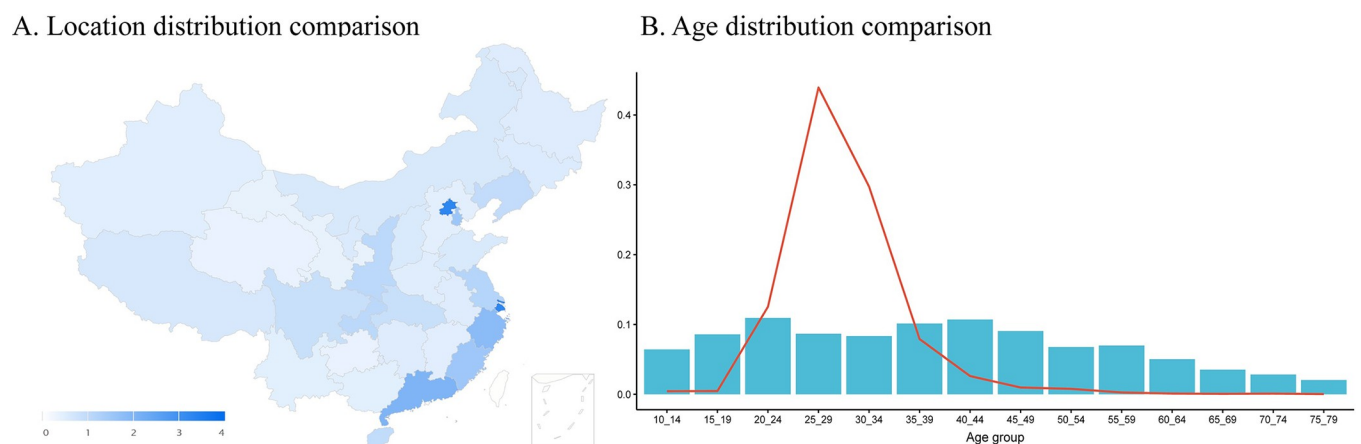 A. Location distribution comparison
0 1 2 3 4
B. Age distribution comparison
0.4
0.3
0.2
0.1
0.0
10_14 15_19 20_24 25_29 30_34 35_39 40_44 45_49 50_54 55_59 60_64 65_69 70_74 75_79
Age group